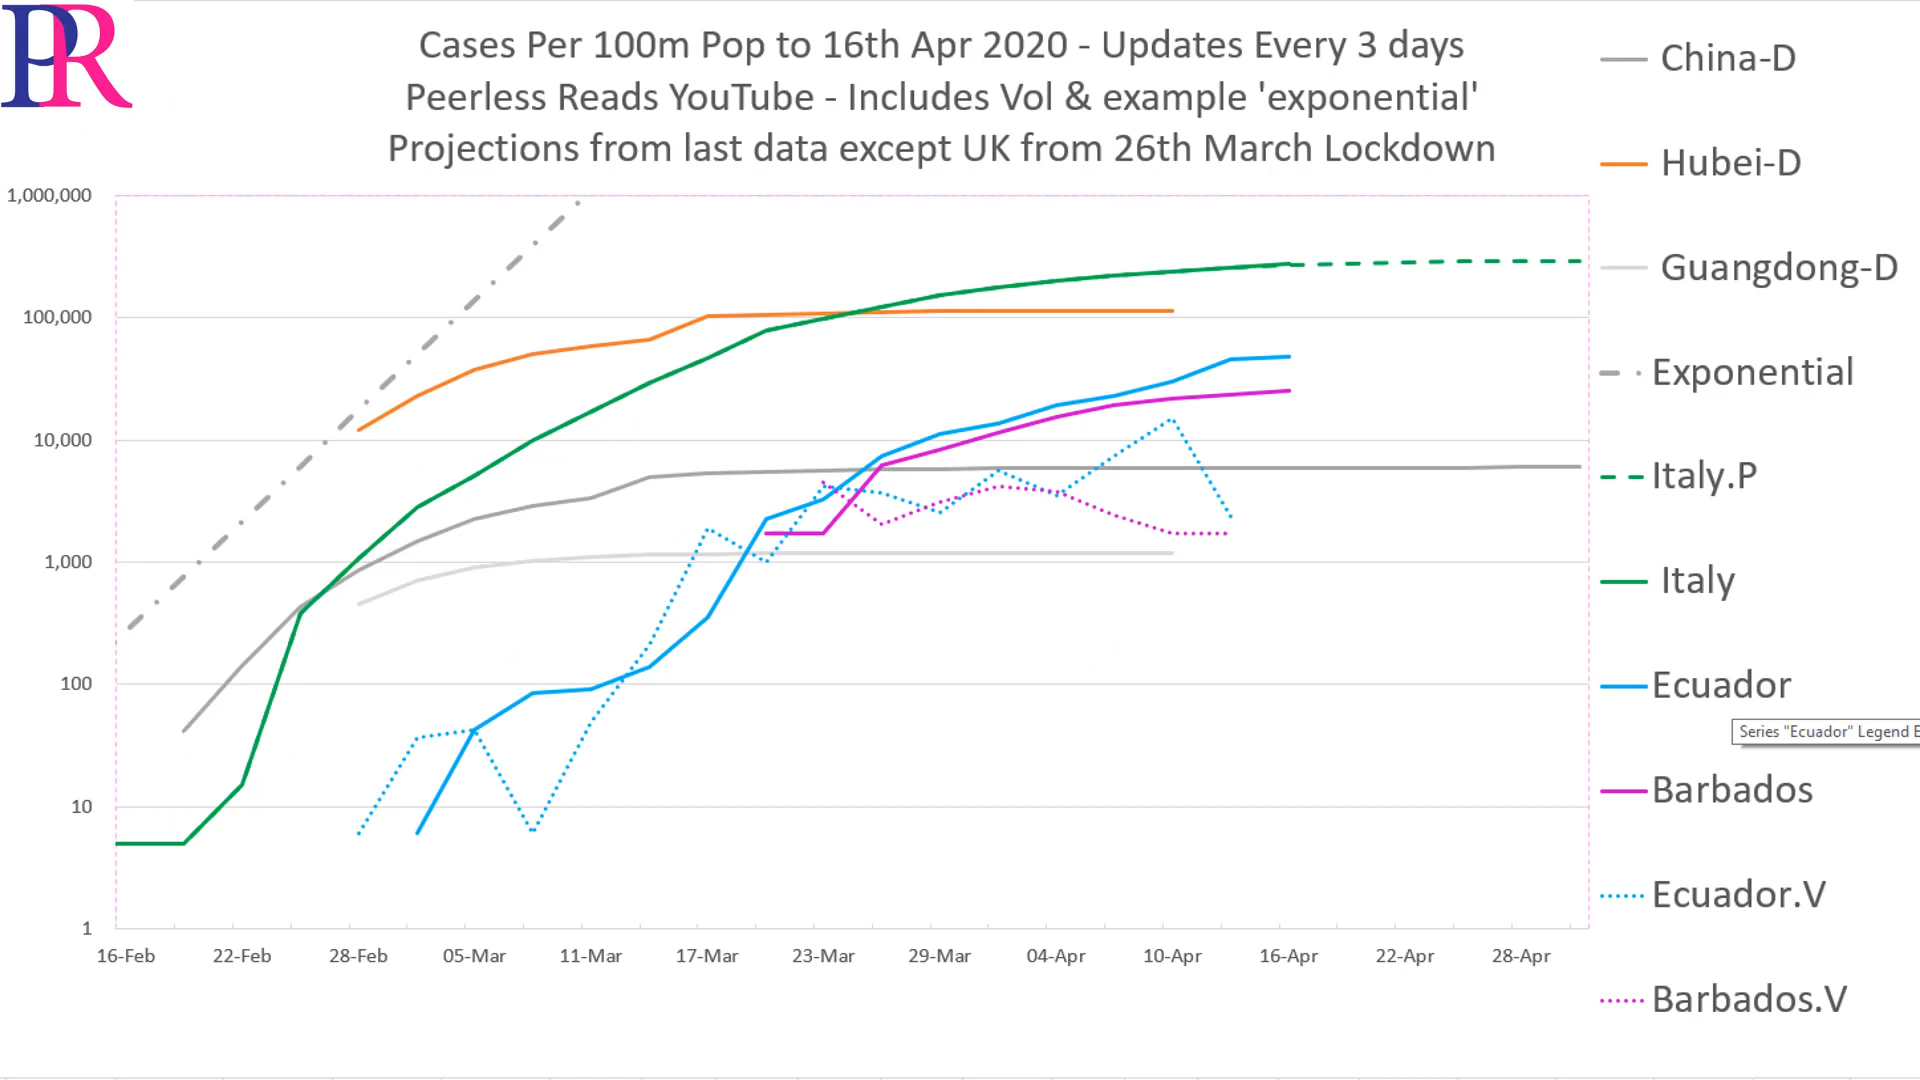 PR
Cases Per 100m Pop to 16th Apr 2020 - Updates Every 3 days
Peerless Reads YouTube - Includes Vol & example 'exponential'
Projections from last data except UK from 26th March Lockdown
1,000,000
100,000
10,000
1,000
100
10
1
16-Feb
22-Feb
28-Feb
05-Mar
11-Mar
17-Mar
23-Mar
29-Mar
04-Apr
10-Apr
16-Apr
22-Apr
28-Apr
China-D
Hubei-D
Guangdong-D
Exponential
Italy.P
Italy
Ecuador
Series "Ecuador" Legend E
Barbados
Ecuador.V
Barbados.V